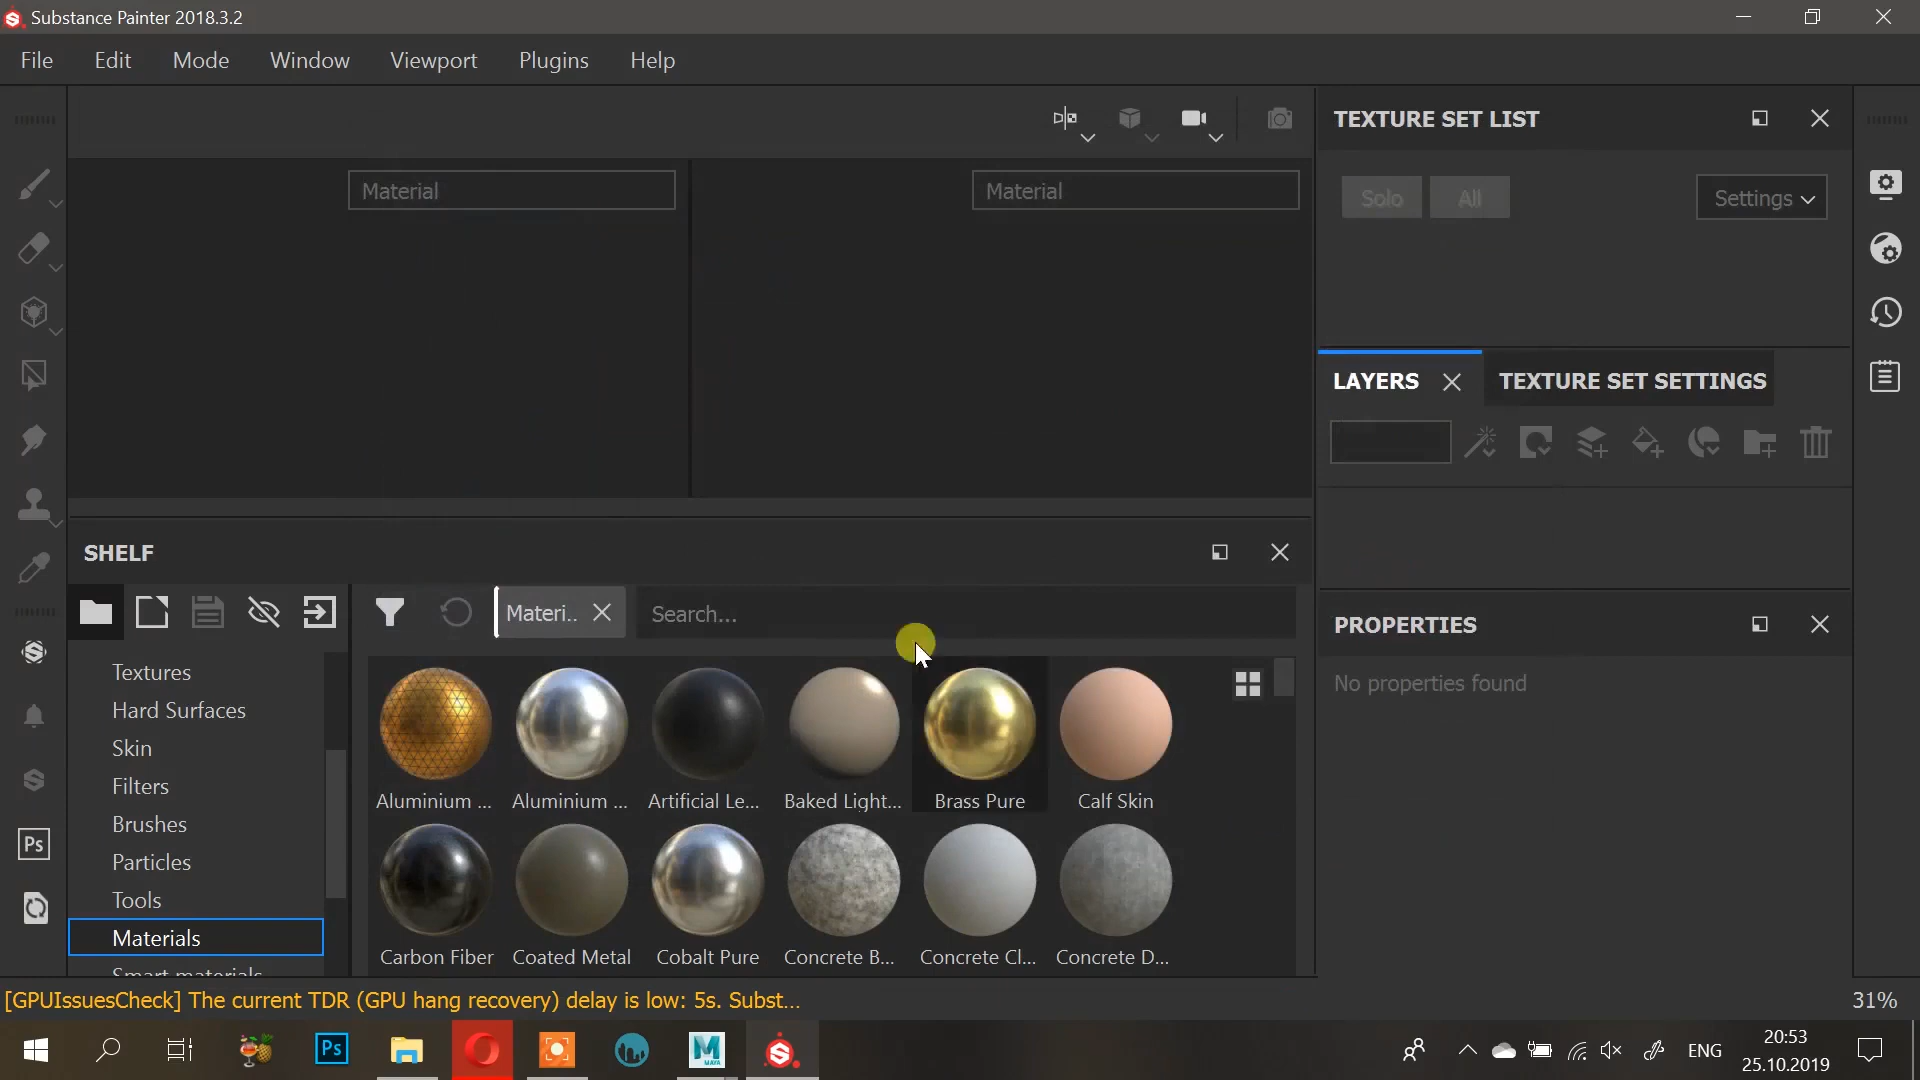 Substance Painter 2018.3.2
File Edit Mode Window Viewport Plugins Help
Material
Material
TEXTURE SET LIST
Solo All Settings
LAYERS TEXTURE SET SETTINGS
SHELF
Materi.. Search...
Textures
Hard Surfaces
Skin
Filters
Brushes
Particles
Tools
Materials
Smart materials
Aluminium ... Aluminium ... Artificial Le... Baked Light... Brass Pure Calf Skin
Carbon Fiber Coated Metal Cobalt Pure Concrete B... Concrete Cl... Concrete D...
PROPERTIES
No properties found
Ps
[GPUIssuesCheck] The current TDR (GPU hang recovery) delay is low: 5s. Subst...
31%
Ps
M
MAYA
ENG
20:53
25.10.2019